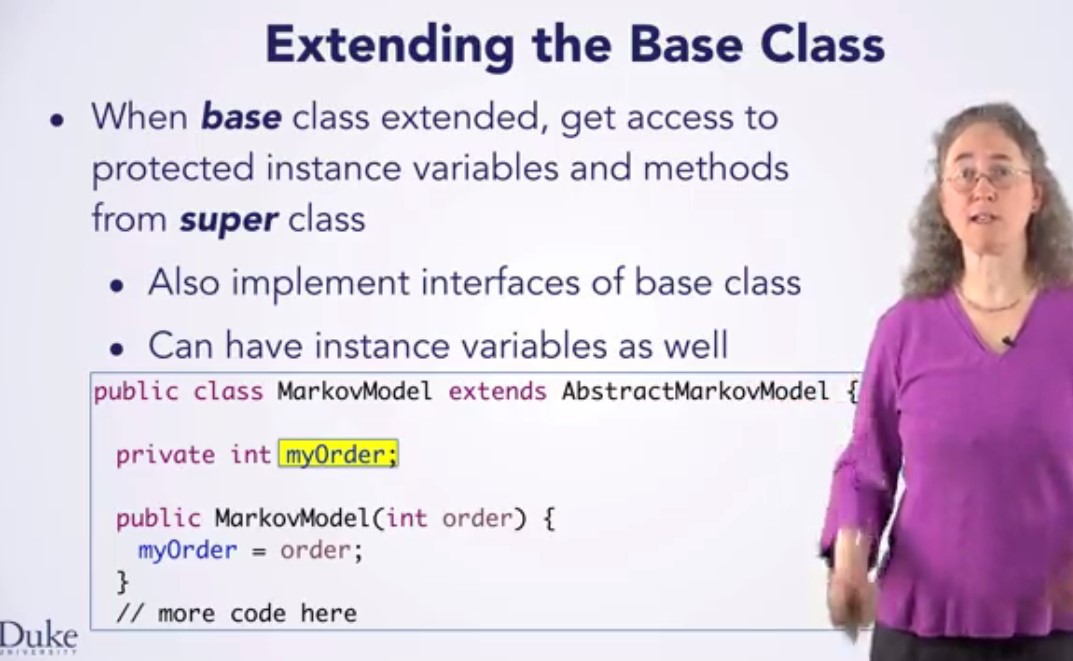 Extending the Base Class
• When base class extended, get access to
protected instance variables and methods
from super class
• Also implement interfaces of base class
• Can have instance variables as well
public class MarkovModel extends AbstractMarkovModel {
private int myOrder;
public MarkovModel(int order) {
myOrder = order;
}
// more code here
Duke
UNIVERSITY